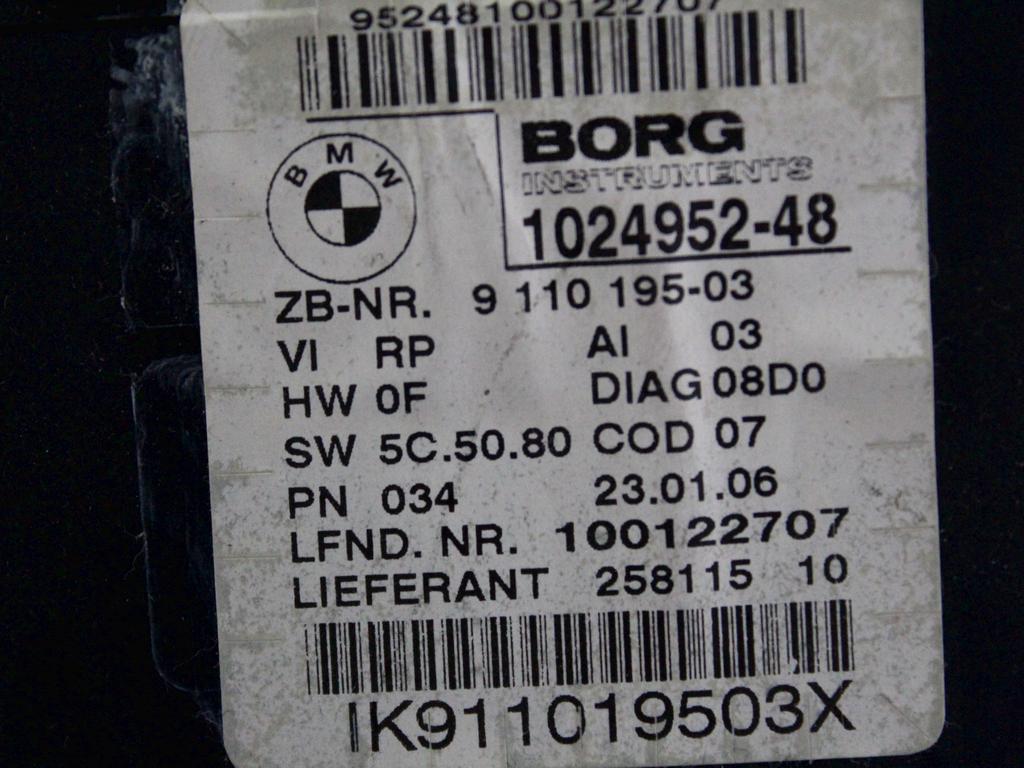 95248100122707
BMW
BORG
INSTRUMENTS
1024952-48
ZB-NR. 9 110 195-03
VI RP AI 03
HW 0F DIAG 08D0
SW 5C.50.80 COD 07
PN 034 23.01.06
LFND. NR. 100122707
LIEFERANT 258115 10
IK911019503X